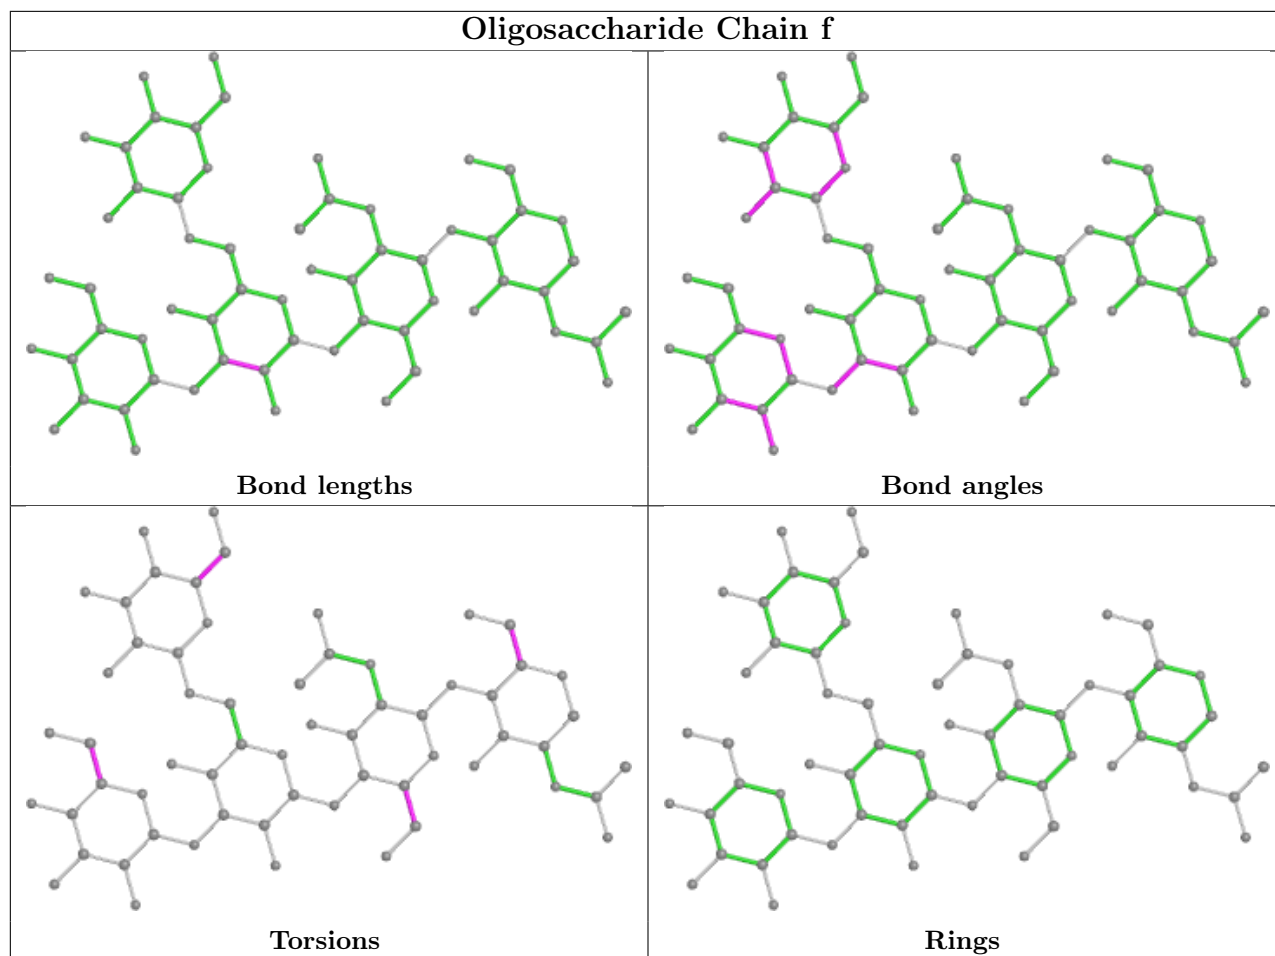 Oligosaccharide Chain f
Bond lengths
Bond angles
Torsions
Rings